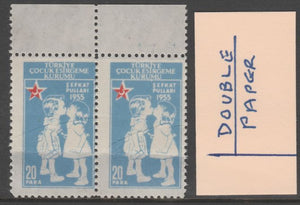 TÜRKİYE
ÇOCUK ESİRGEME
KURUMU
ŞEFKAT
PULLARI
1955
20
PARA
TÜRKİYE
ÇOCUK ESİRGEME
KURUMU
ŞEFKAT
PULLARI
1955
20
PARA
DOUBLE
PAPER